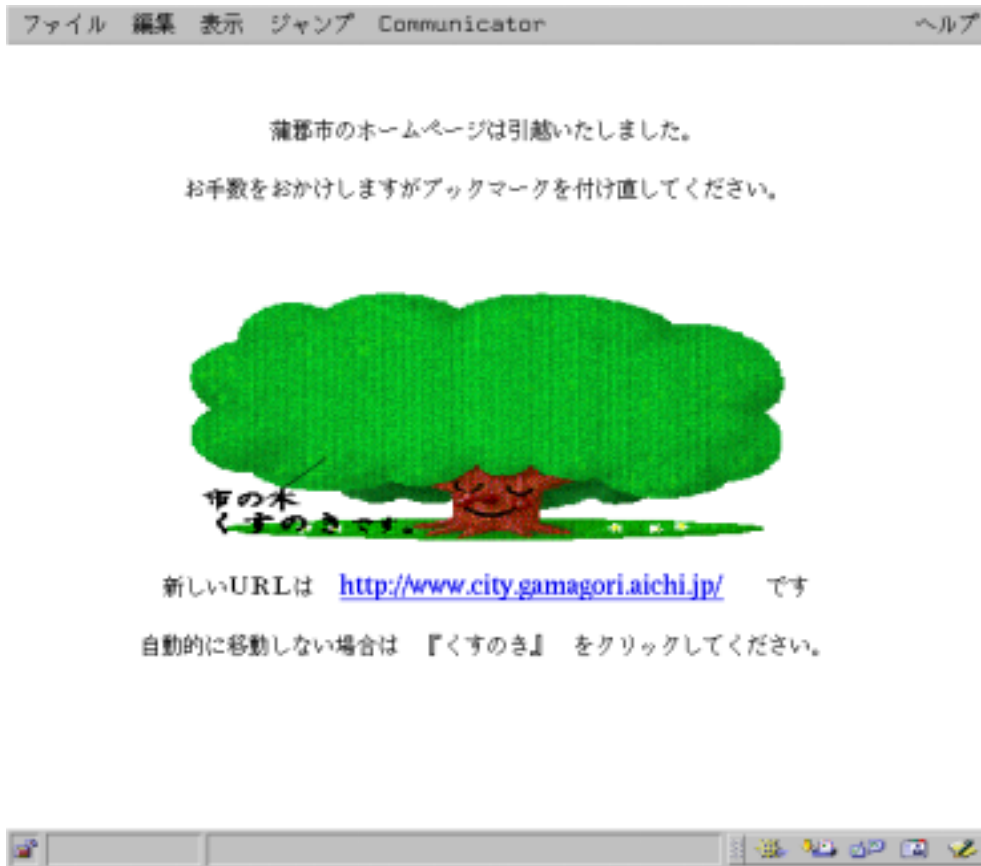 ファイル 編集 表示 ジャンプ Communicator ヘルプ
蒲郡市のホームページは引越いたしました。
お手数をおかけしますがブックマークを付け直してください。
市の木
くすのきです。
新しいURLは http://www.city.gamagori.aichi.jp/ です
自動的に移動しない場合は 『くすのき』 をクリックしてください。